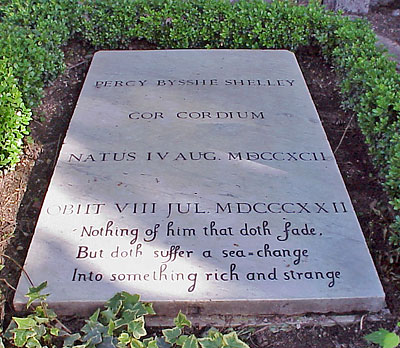 PERCY BYSSHE SHELLEY
COR CORDIUM
NATUS IV AUG. MDCCXCII
OBIIT VIII JUL. MDCCCXXII
Nothing of him that doth fade,
But doth suffer a sea-change
Into something rich and strange